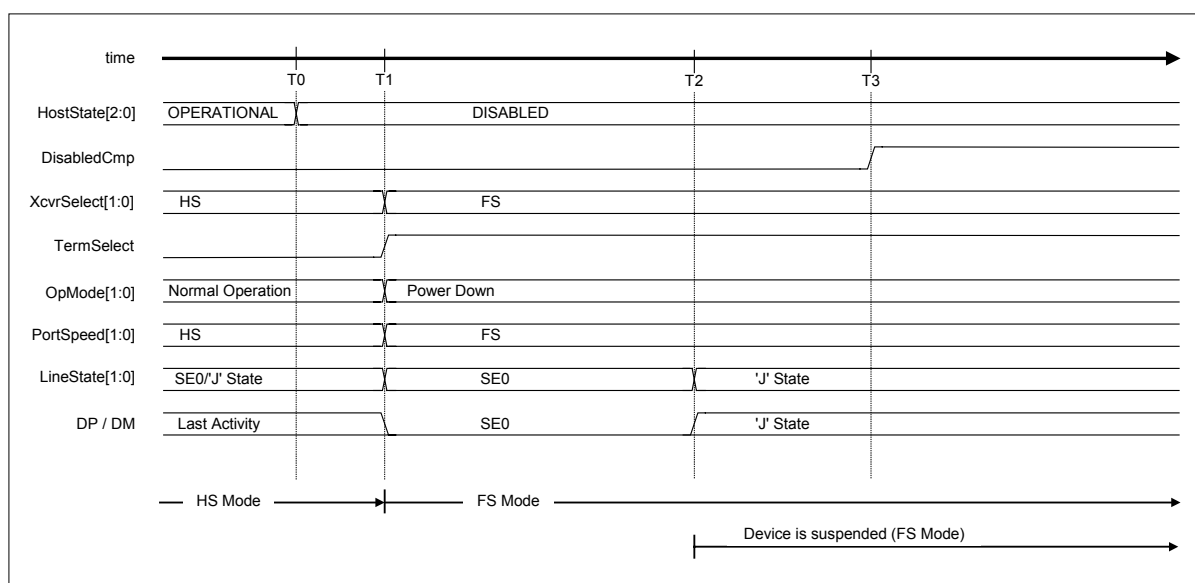 time
T0 T1 T2 T3
HostState[2:0] OPERATIONAL DISABLED
DisabledCmp
XcvrSelect[1:0] HS FS
TermSelect
OpMode[1:0] Normal Operation Power Down
PortSpeed[1:0] HS FS
LineState[1:0] SE0/'J' State SE0 'J' State
DP / DM Last Activity SE0 'J' State
HS Mode FS Mode
Device is suspended (FS Mode)